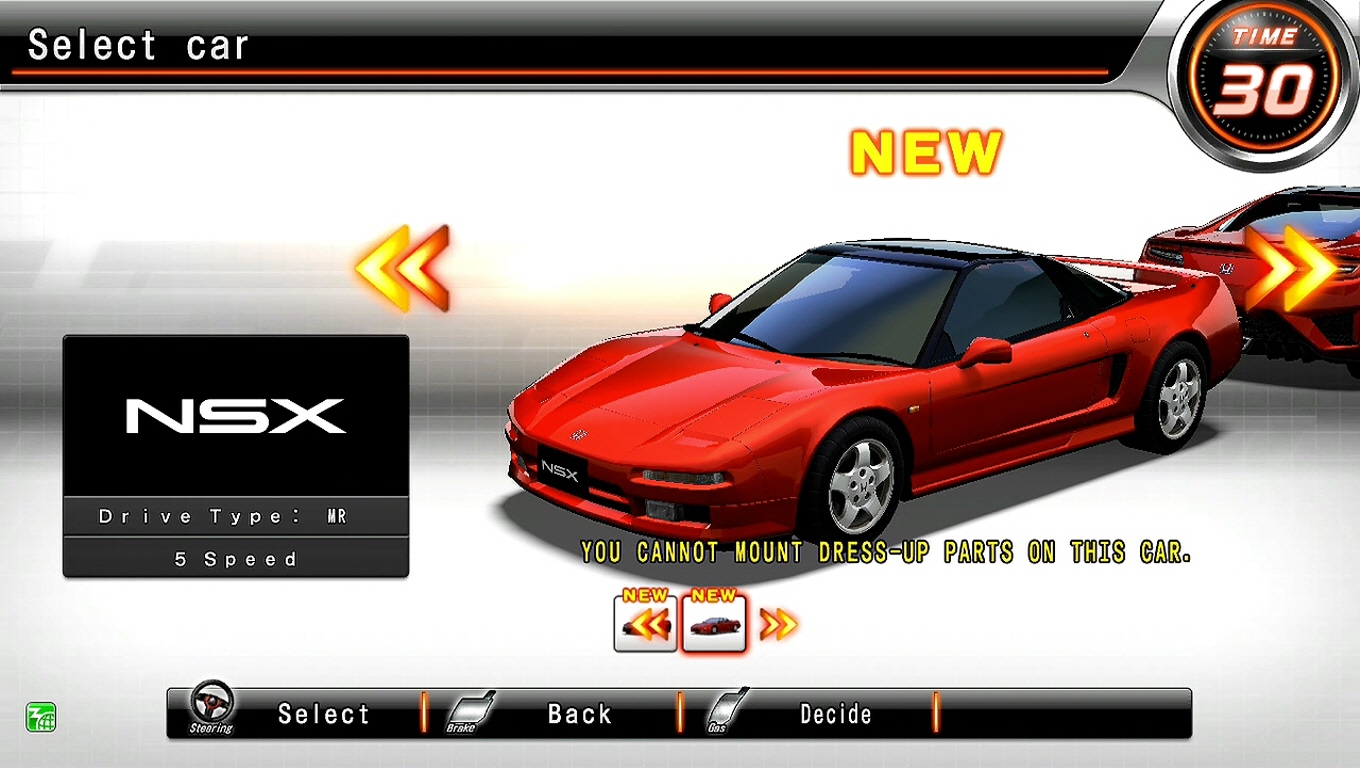 Select car
TIME
30
NEW
NSX
Drive Type: MR
5 Speed
NSX
YOU CANNOT MOUNT DRESS-UP PARTS ON THIS CAR.
NEW NEW
Steering Select Brake Back Gas Decide